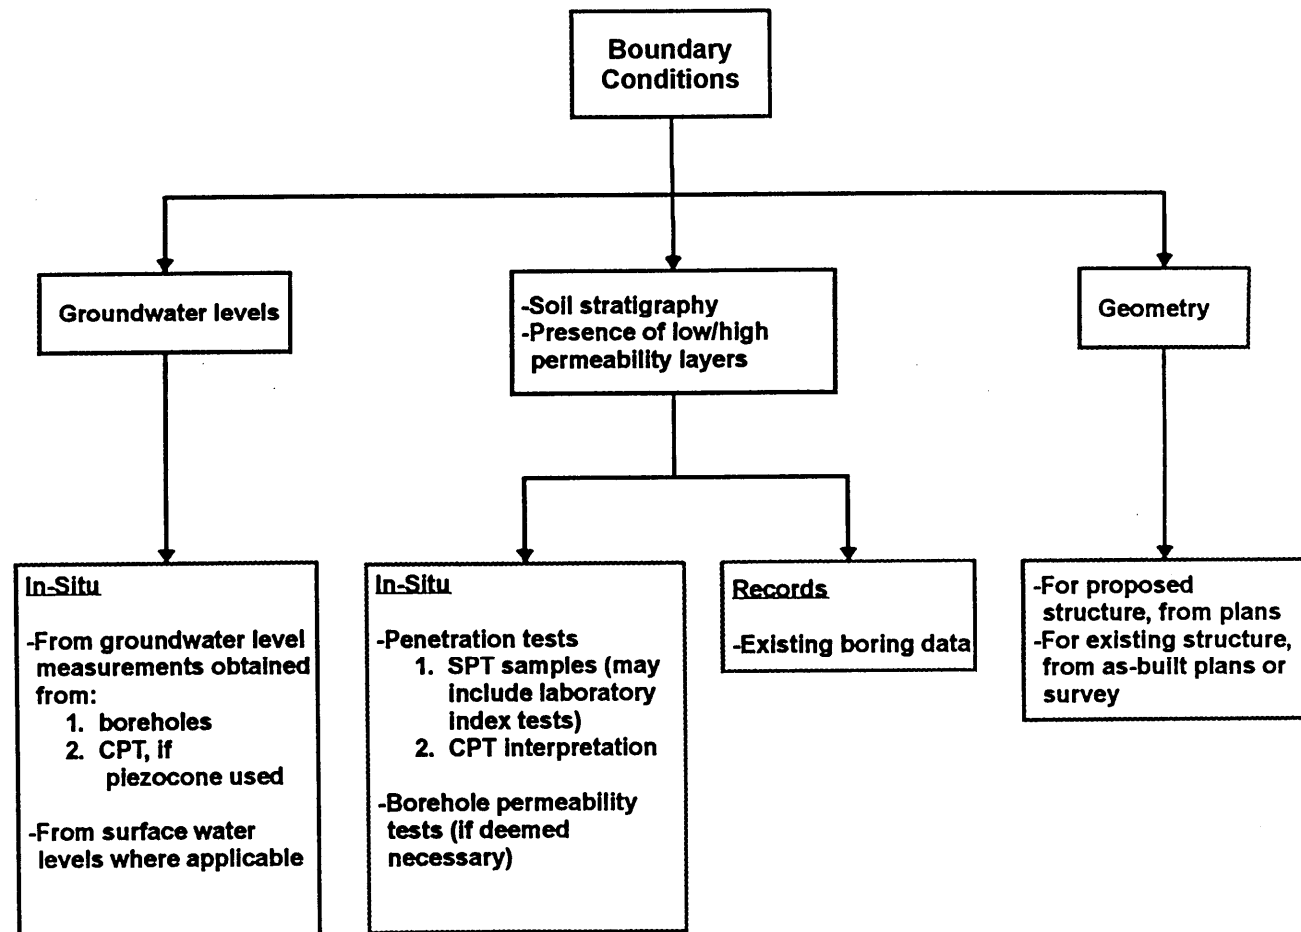 Boundary
Conditions
Groundwater levels
-Soil stratigraphy
-Presence of low/high
permeability layers
Geometry
In-Situ
-From groundwater level
measurements obtained
from:
1. boreholes
2. CPT, if
piezocone used
-From surface water
levels where applicable
In-Situ
-Penetration tests
1. SPT samples (may
include laboratory
index tests)
2. CPT interpretation
-Borehole permeability
tests (if deemed
necessary)
Records
-Existing boring data
-For proposed
structure, from plans
-For existing structure,
from as-built plans or
survey